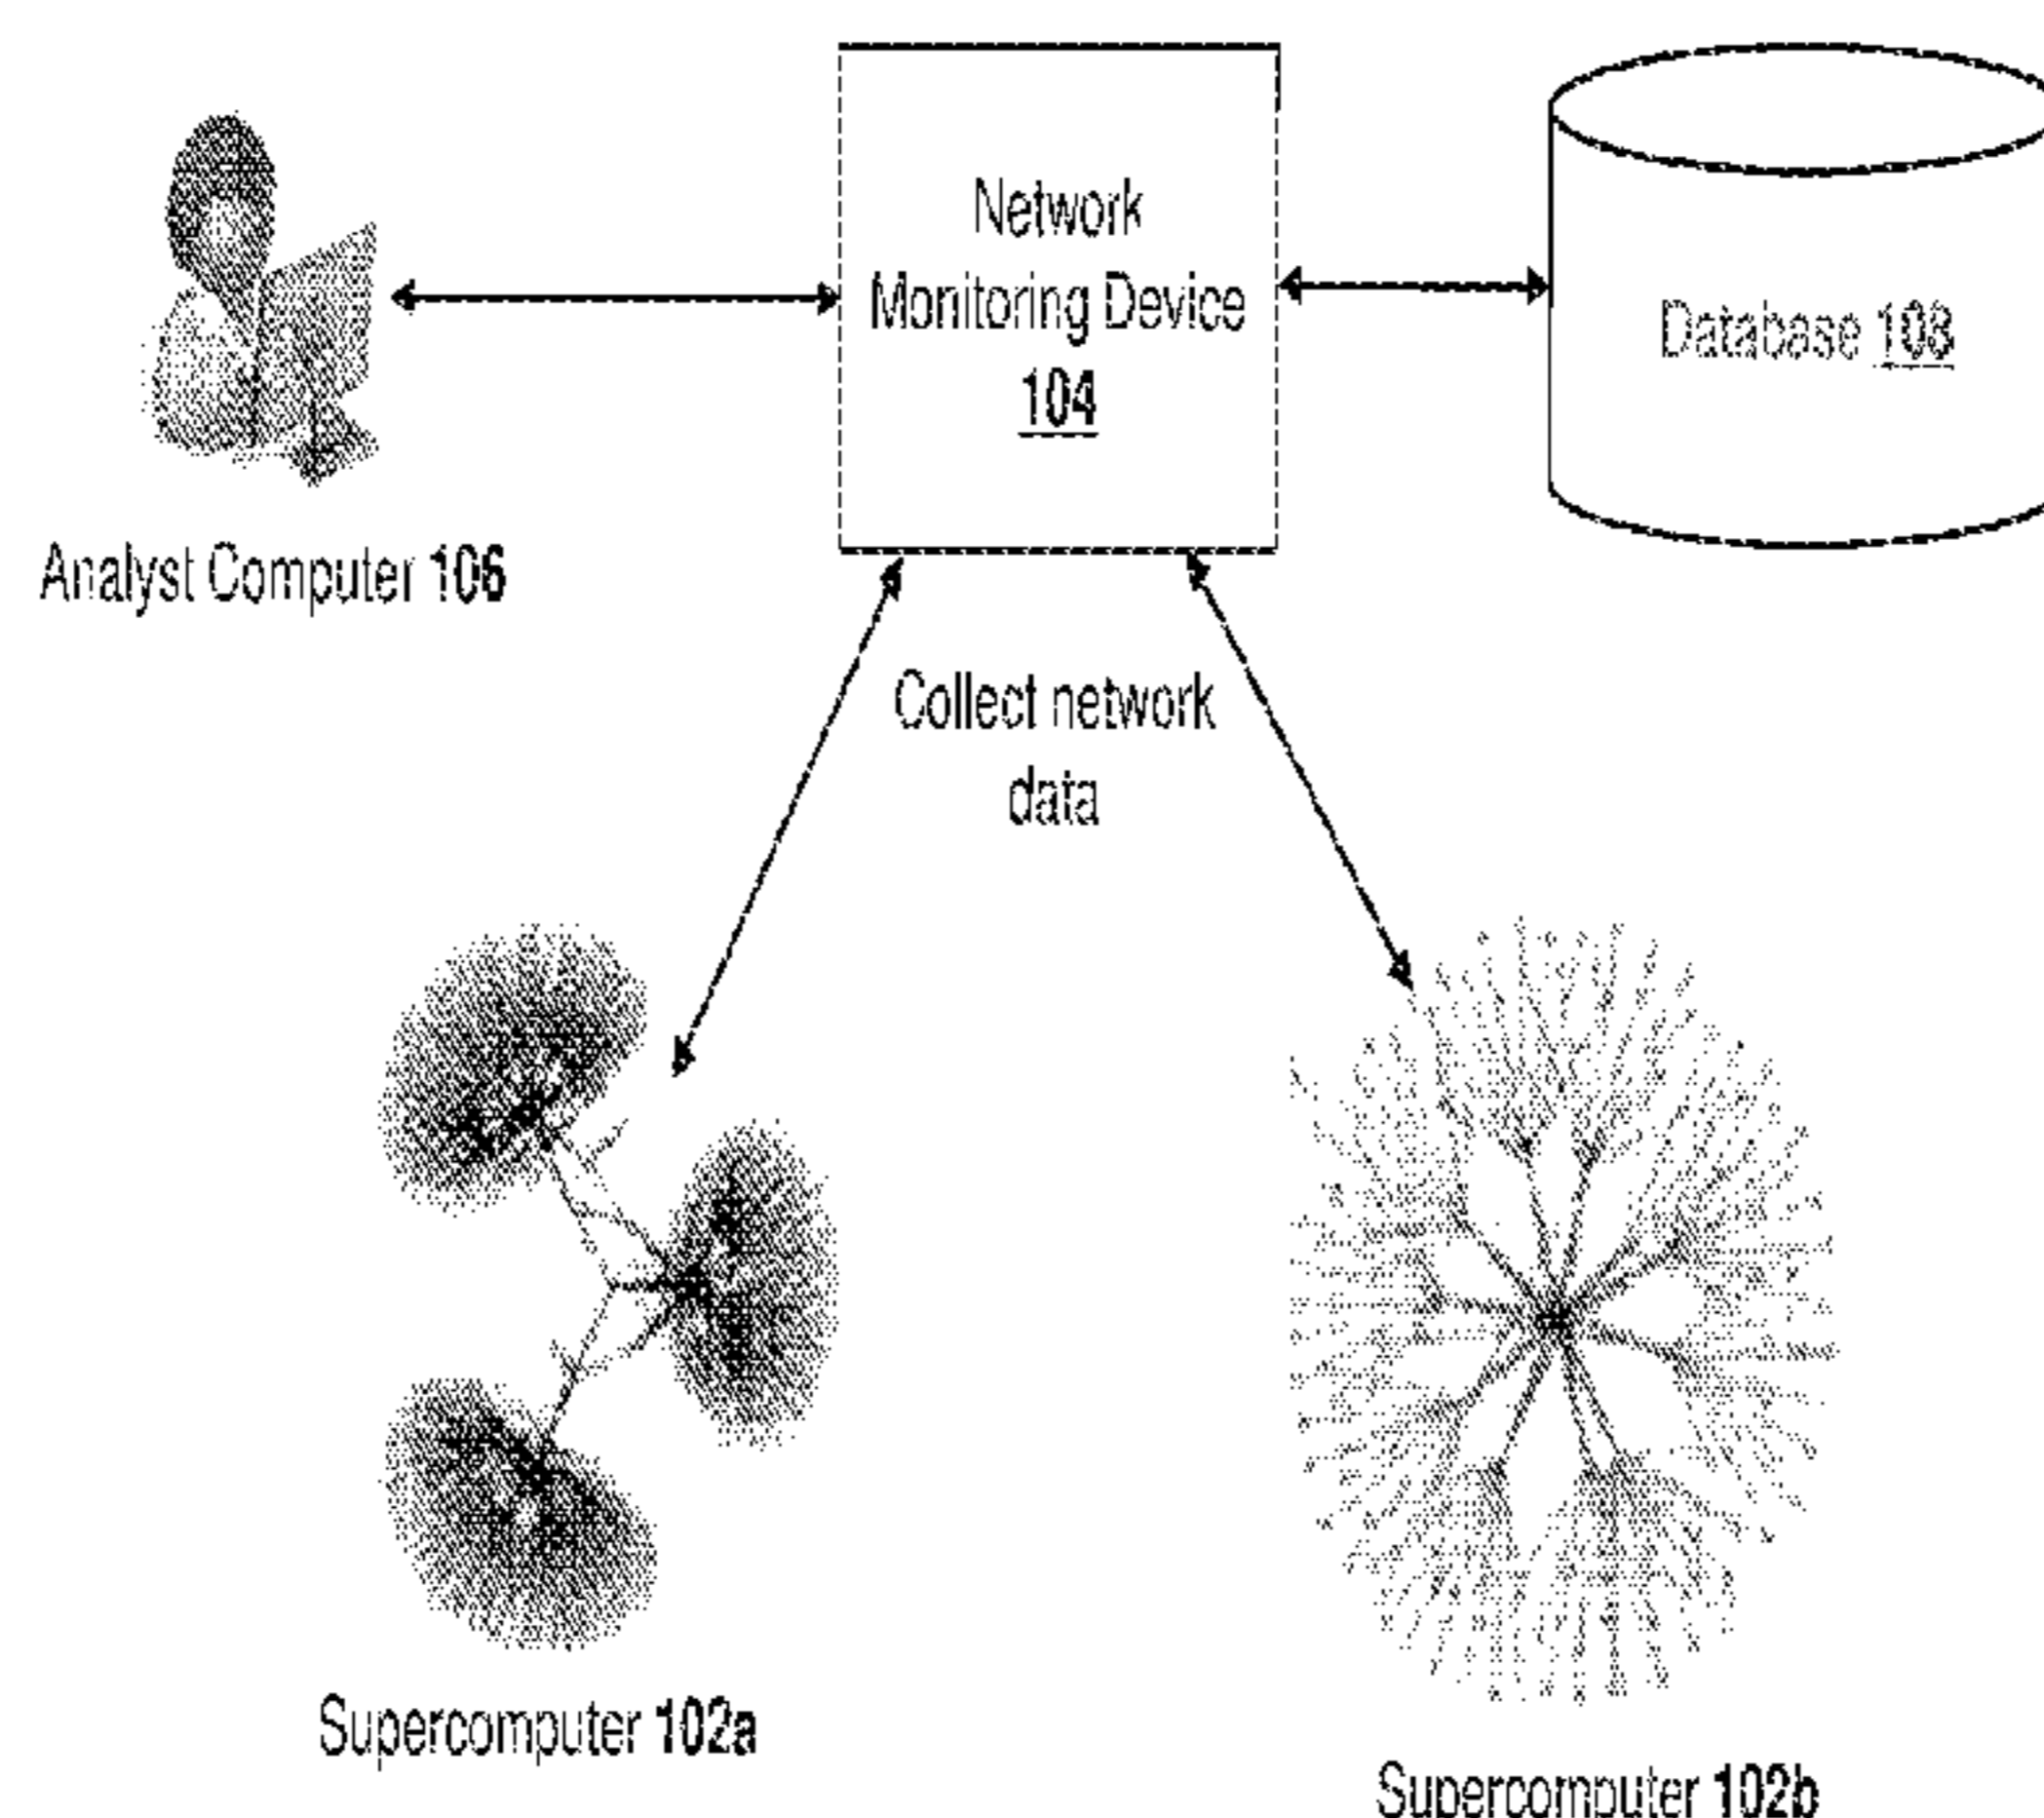 Network
Monitoring Device
104
Database 108
Analyst Computer 106
Collect network
data
Supercomputer 102a
Supercomputer 102b